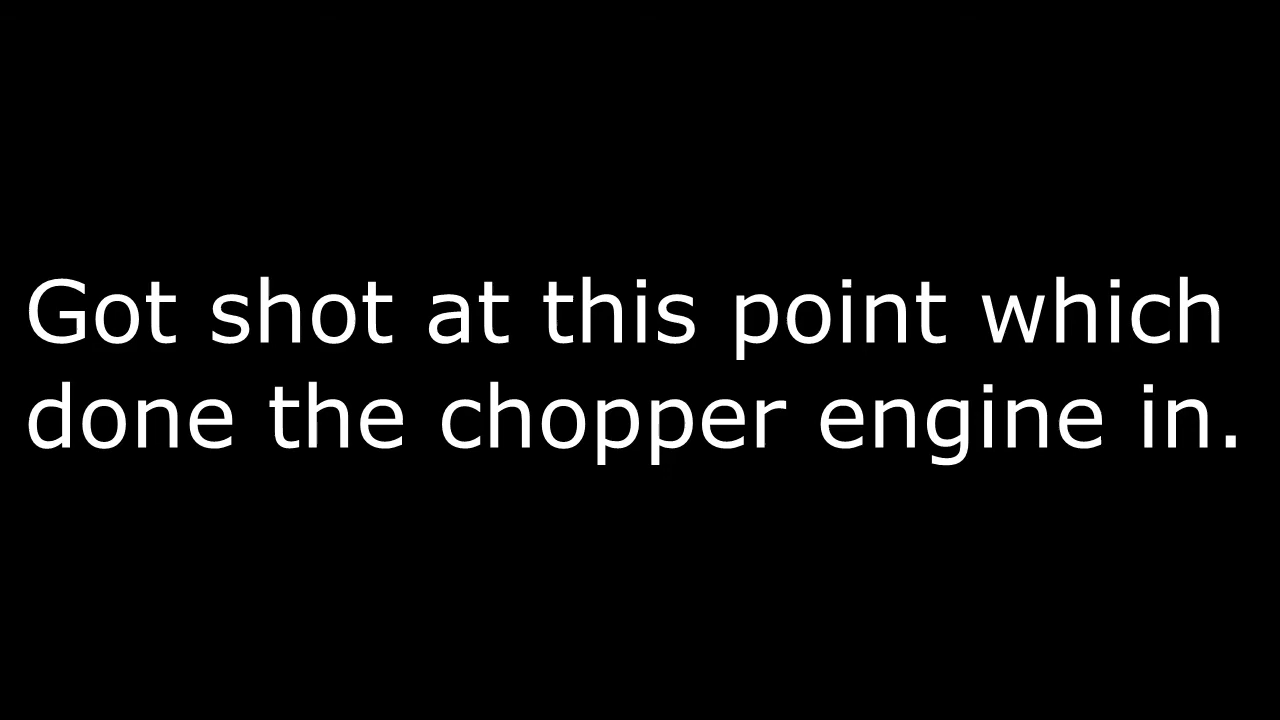 Got shot at this point which
done the chopper engine in.